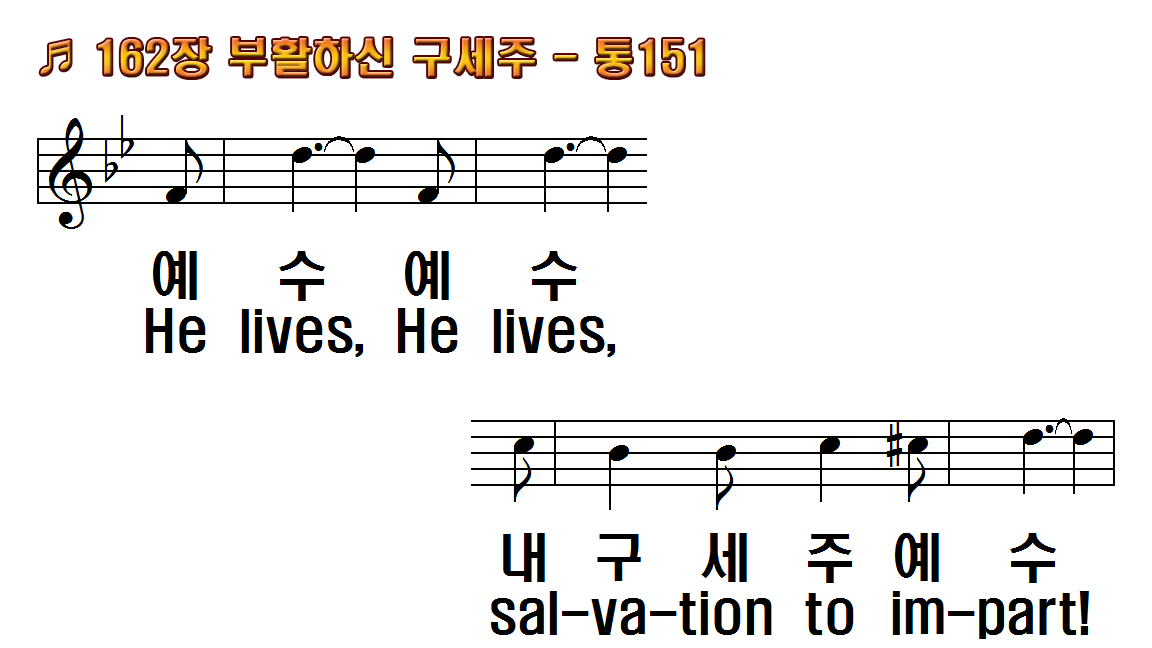 ♬ 162장 부활하신 구세주 - 통151
예 수 예 수
He lives, He lives,
내 구 세 주 예 수
sal-va-tion to im-part!